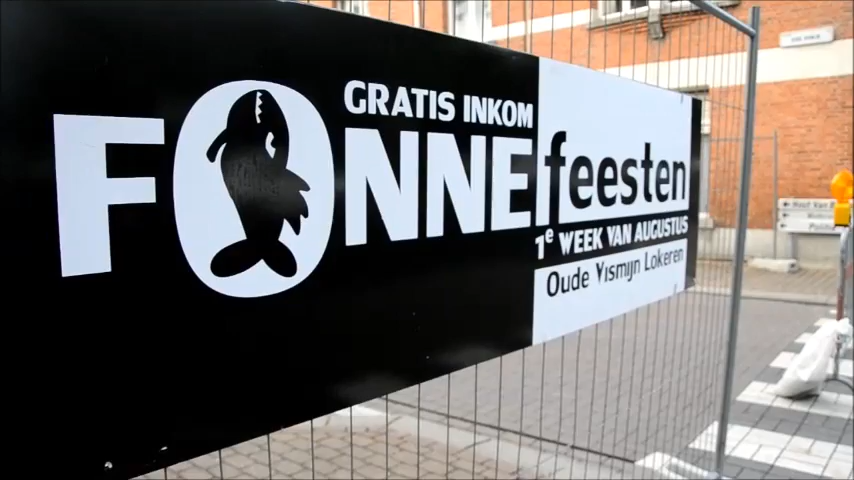 GRATIS INKOM
FONNEfeesten
1e WEEK VAN AUGUSTUS
Oude Vismijn Lokeren